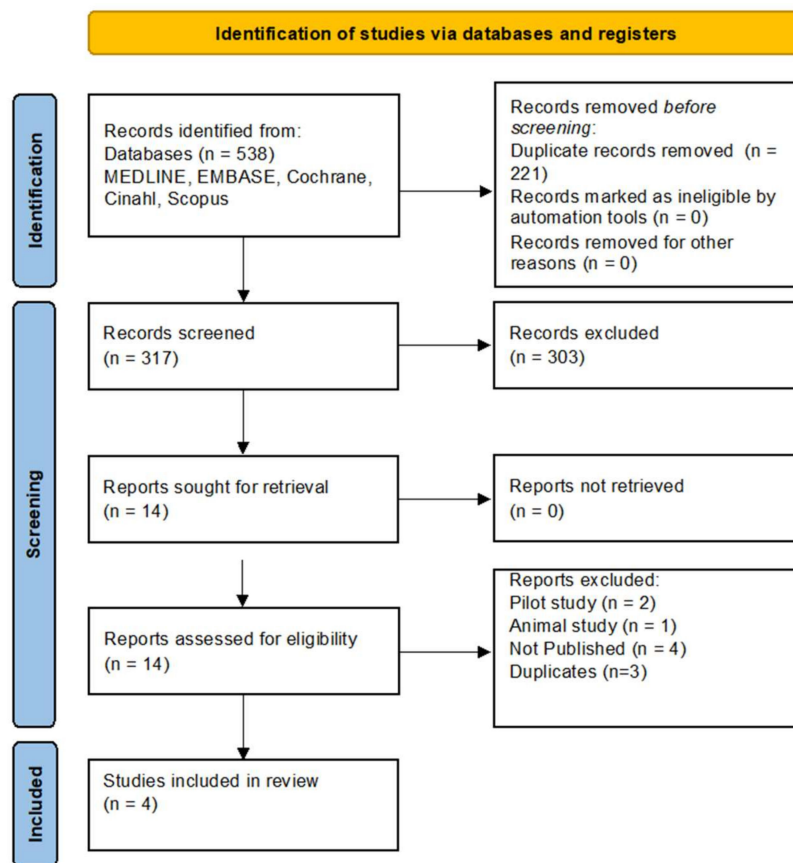 Identification of studies via databases and registers
Identification
Records identified from:
Databases (n = 538)
MEDLINE, EMBASE, Cochrane,
Cinahl, Scopus
Records removed before
screening:
Duplicate records removed (n =
221)
Records marked as ineligible by
automation tools (n = 0)
Records removed for other
reasons (n = 0)
Screening
Records screened
(n = 317)
Records excluded
(n = 303)
Reports sought for retrieval
(n = 14)
Reports not retrieved
(n = 0)
Reports assessed for eligibility
(n = 14)
Reports excluded:
Pilot study (n = 2)
Animal study (n = 1)
Not Published (n = 4)
Duplicates (n=3)
Included
Studies included in review
(n = 4)